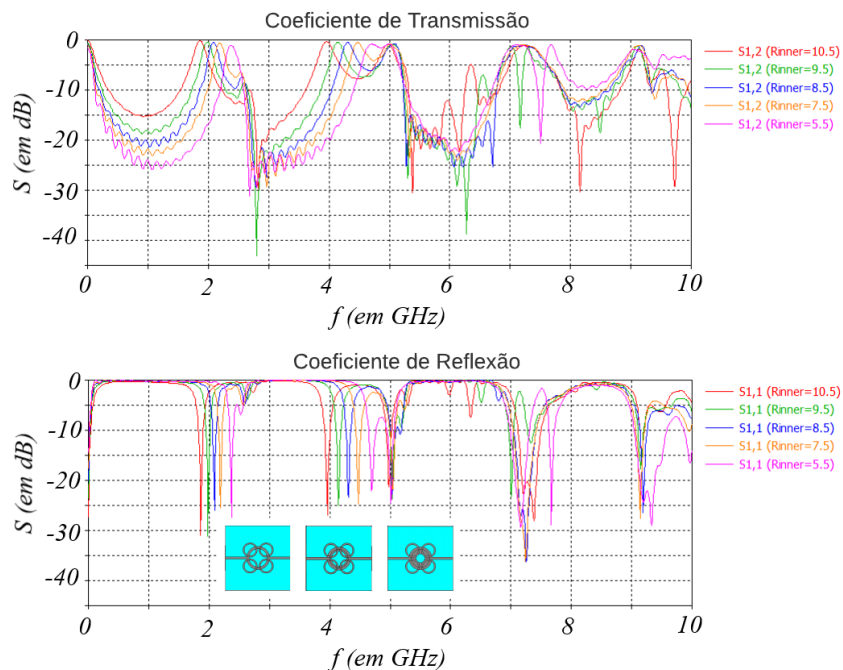 Coeficiente de Transmissão
S (em dB)
0
-10
-20
-30
-40
0 2 4 6 8 10
f (em GHz)
S1,2 (Rinner=10.5)
S1,2 (Rinner=9.5)
S1,2 (Rinner=8.5)
S1,2 (Rinner=7.5)
S1,2 (Rinner=5.5)
Coeficiente de Reflexão
S (em dB)
0
-10
-20
-30
-40
0 2 4 6 8 10
f (em GHz)
S1,1 (Rinner=10.5)
S1,1 (Rinner=9.5)
S1,1 (Rinner=8.5)
S1,1 (Rinner=7.5)
S1,1 (Rinner=5.5)